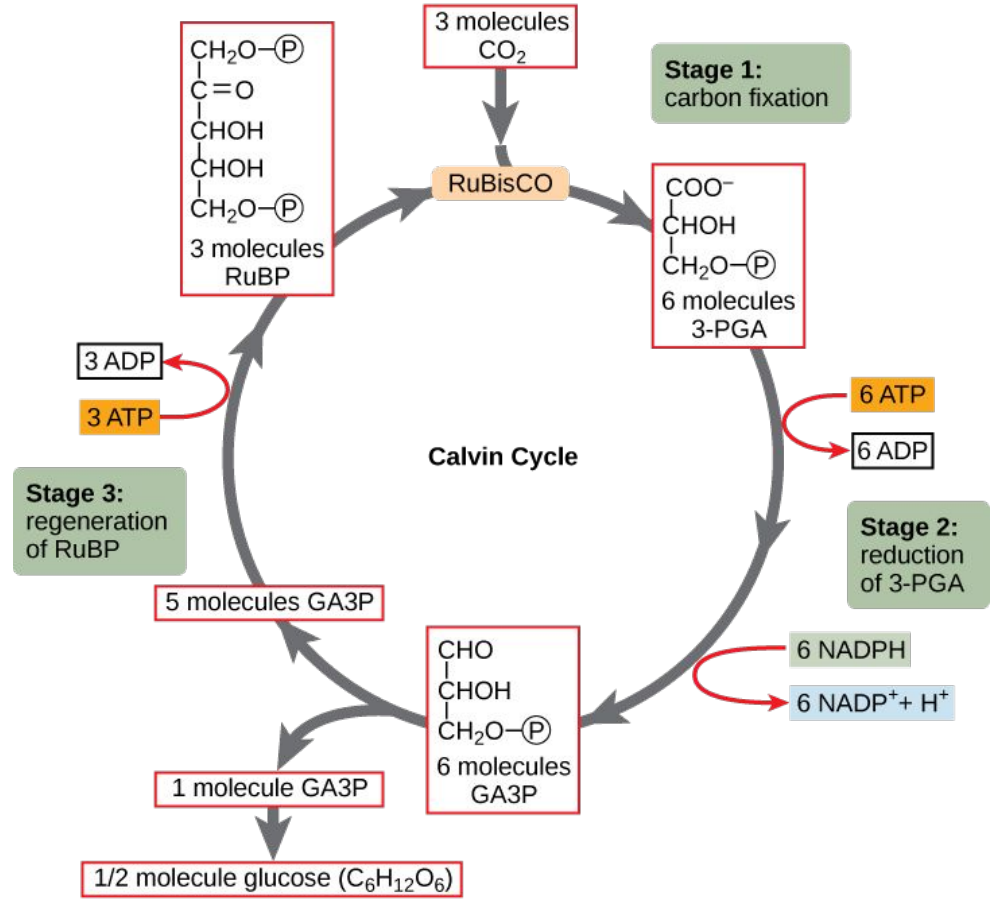 3 molecules
CO₂
Stage 1:
carbon fixation
CH₂O–Ⓟ
C=O
CHOH
CHOH
CH₂O–Ⓟ
3 molecules
RuBP
RuBisCO
COO⁻
CHOH
CH₂O–Ⓟ
6 molecules
3-PGA
3 ADP
3 ATP
6 ATP
6 ADP
Calvin Cycle
Stage 3:
regeneration
of RuBP
Stage 2:
reduction
of 3-PGA
5 molecules GA3P
6 NADPH
6 NADP⁺+ H⁺
CHO
CHOH
CH₂O–Ⓟ
6 molecules
GA3P
1 molecule GA3P
1/2 molecule glucose (C₆H₁₂O₆)